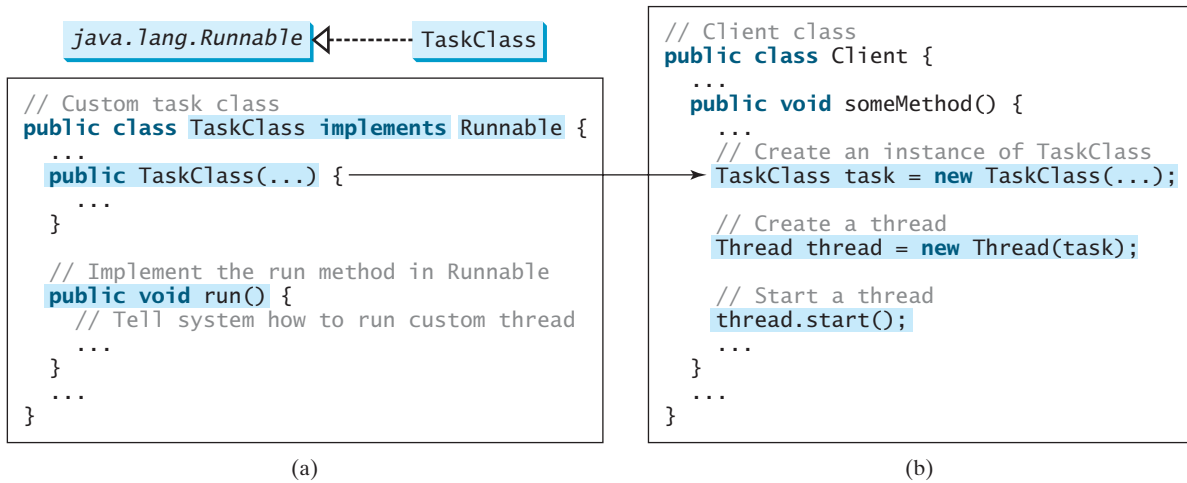 java.lang.Runnable
TaskClass
// Custom task class
public class TaskClass implements Runnable {
...
public TaskClass(...) {
...
}
// Implement the run method in Runnable
public void run() {
// Tell system how to run custom thread
...
}
...
}
(a)
// Client class
public class Client {
...
public void someMethod() {
...
// Create an instance of TaskClass
TaskClass task = new TaskClass(...);
// Create a thread
Thread thread = new Thread(task);
// Start a thread
thread.start();
...
}
...
}
(b)